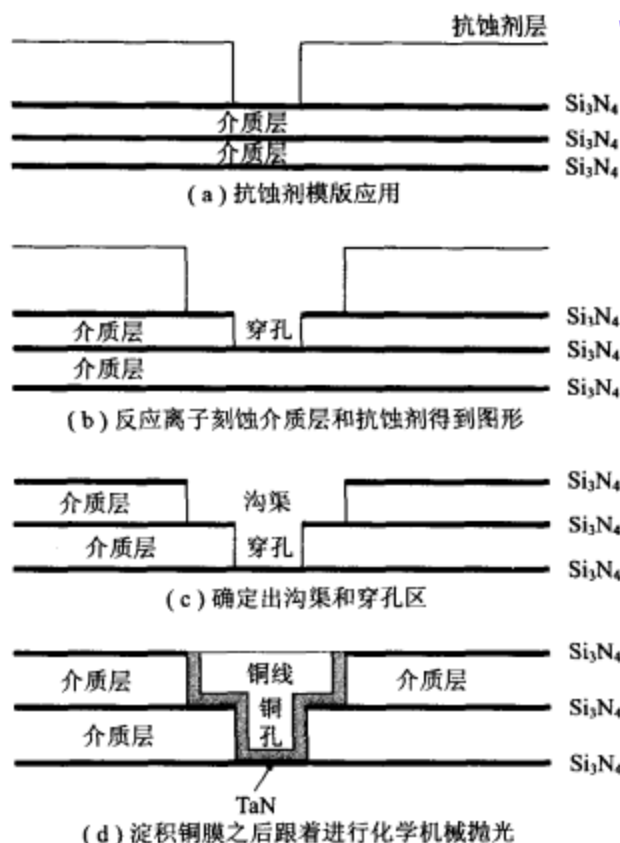 抗蚀剂层
Si₃N₄
介质层
Si₃N₄
介质层
Si₃N₄
(a)抗蚀剂模版应用
Si₃N₄
介质层
穿孔
Si₃N₄
介质层
Si₃N₄
(b)反应离子刻蚀介质层和抗蚀剂得到图形
Si₃N₄
介质层
沟渠
Si₃N₄
介质层
穿孔
Si₃N₄
(c)确定出沟渠和穿孔区
Si₃N₄
介质层
铜线
介质层
铜
Si₃N₄
介质层
孔
Si₃N₄
TaN
(d)淀积铜膜之后跟着进行化学机械抛光